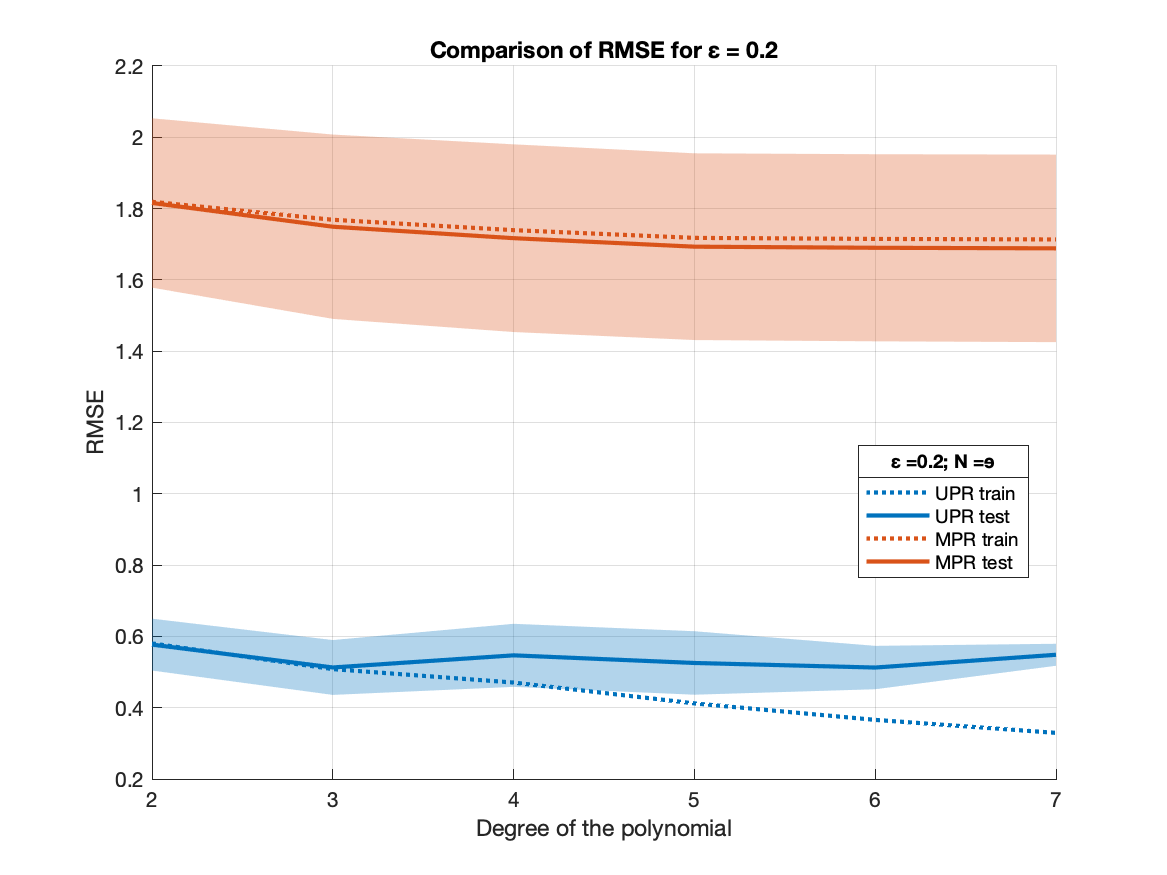 Comparison of RMSE for ε = 0.2
2.2
2
1.8
1.6
1.4
1.2
1
0.8
0.6
0.4
0.2
RMSE
ε =0.2; N =ɘ
UPR train
UPR test
MPR train
MPR test
2 3 4 5 6 7
Degree of the polynomial